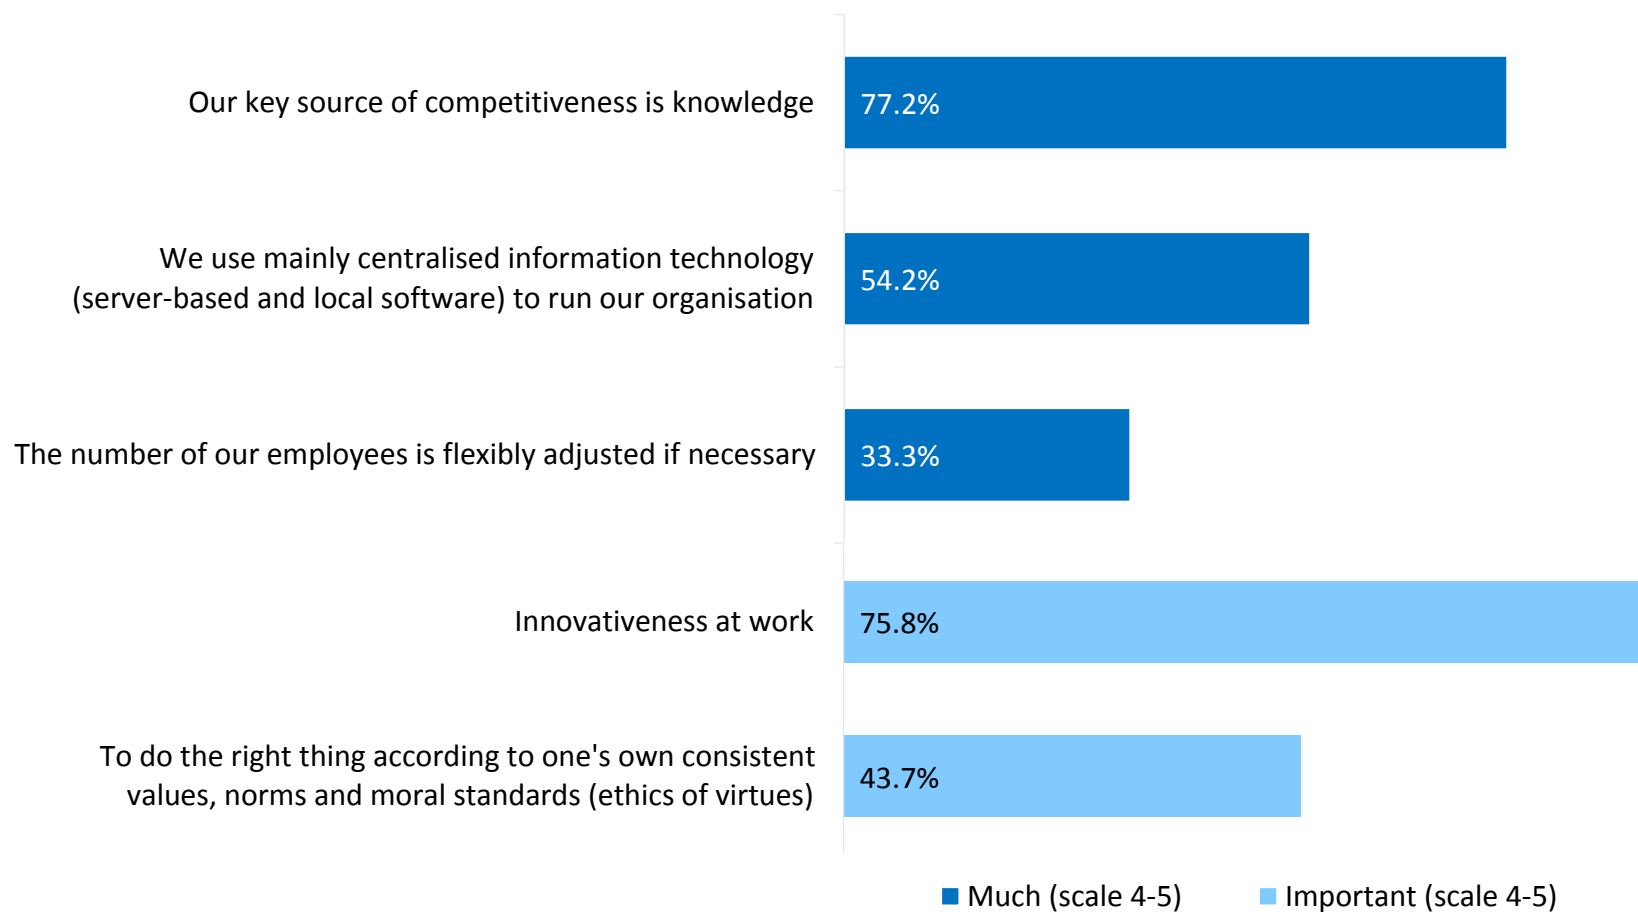 Our key source of competitiveness is knowledge
77.2%
We use mainly centralised information technology
(server-based and local software) to run our organisation
54.2%
The number of our employees is flexibly adjusted if necessary
33.3%
Innovativeness at work
75.8%
To do the right thing according to one's own consistent
values, norms and moral standards (ethics of virtues)
43.7%
Much (scale 4-5)
Important (scale 4-5)